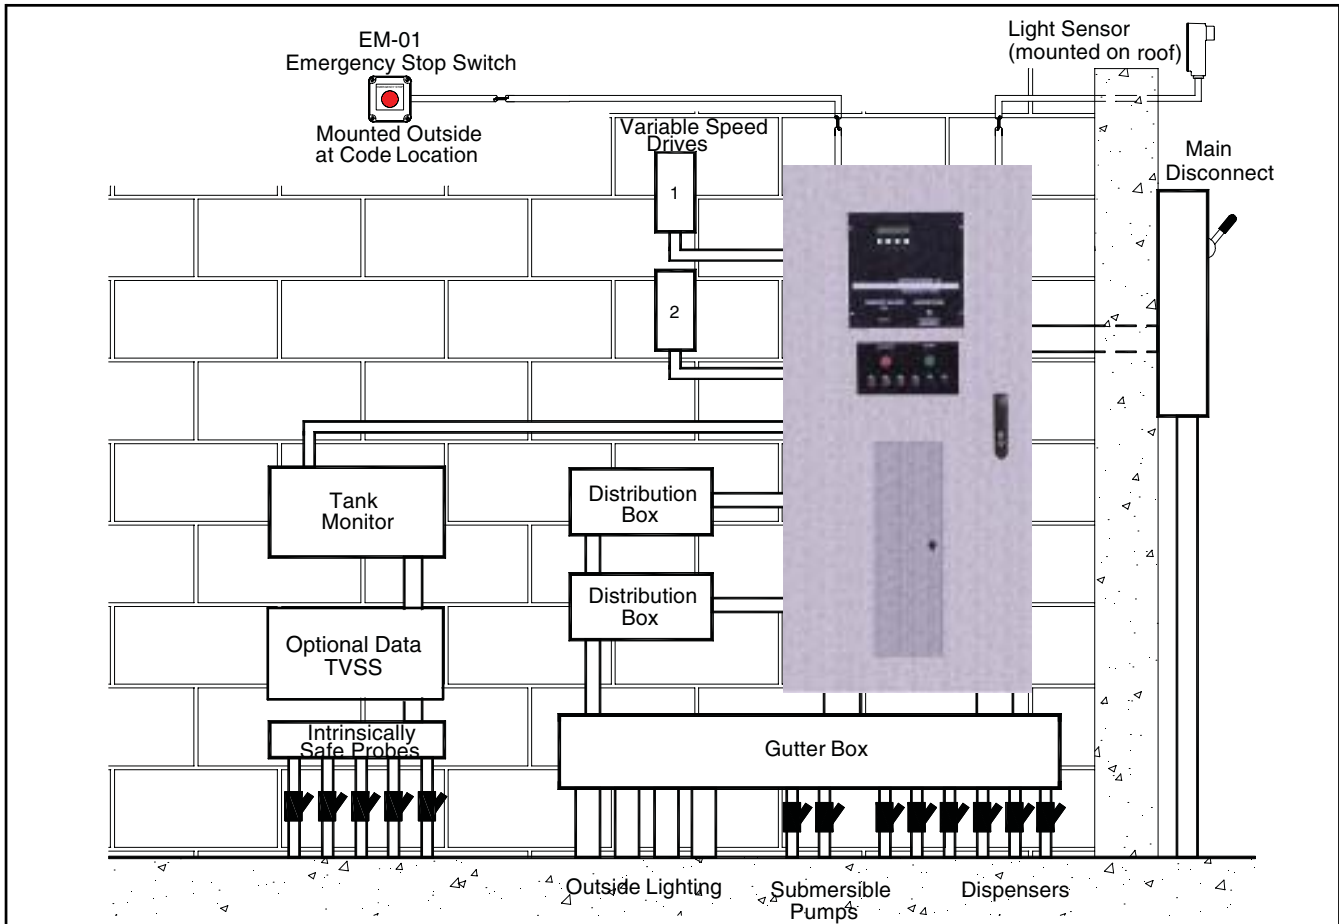 EM-01
Emergency Stop Switch
Mounted Outside
at Code Location
Light Sensor
(mounted on roof)
Variable Speed
Drives
1
2
Main
Disconnect
Tank
Monitor
Distribution
Box
Distribution
Box
Optional Data
TVSS
Intrinsically
Safe Probes
Gutter Box
Outside Lighting
Submersible
Pumps
Dispensers